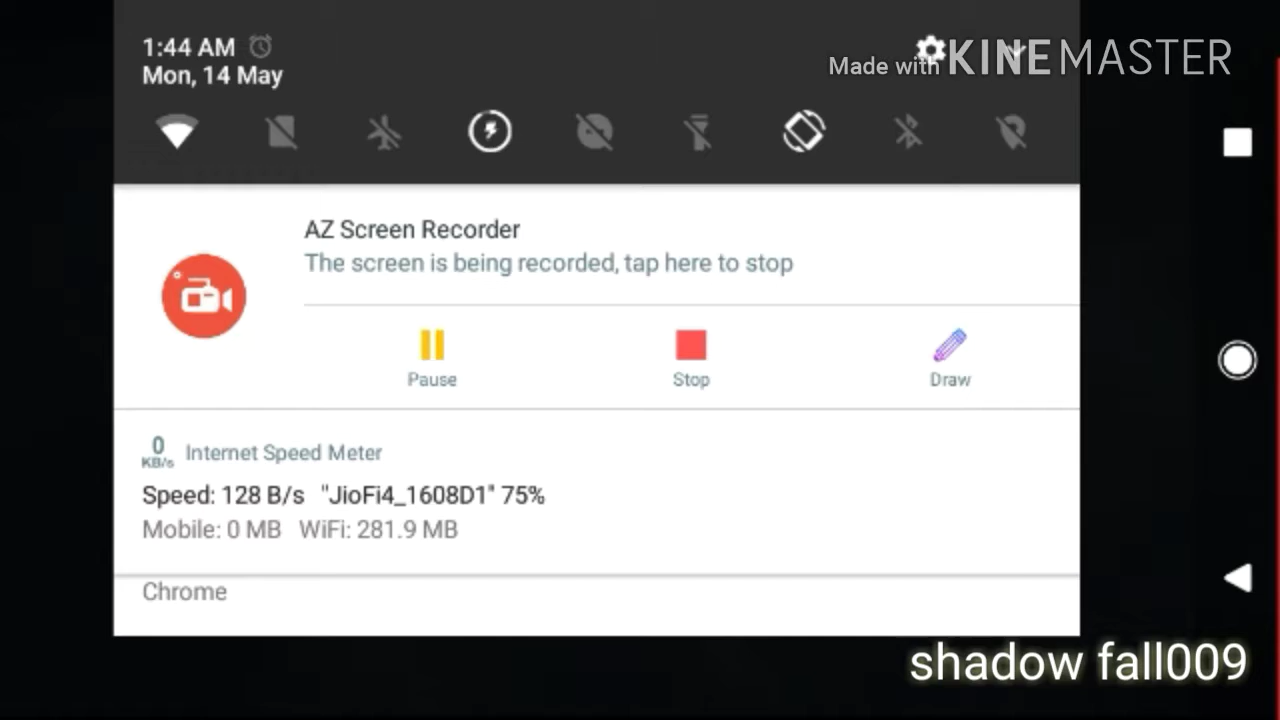 1:44 AM
Mon, 14 May
Made with KINEMASTER
AZ Screen Recorder
The screen is being recorded, tap here to stop
Pause
Stop
Draw
0
KB/s
Internet Speed Meter
Speed: 128 B/s "JioFi4_1608D1" 75%
Mobile: 0 MB WiFi: 281.9 MB
Chrome
shadow fall009